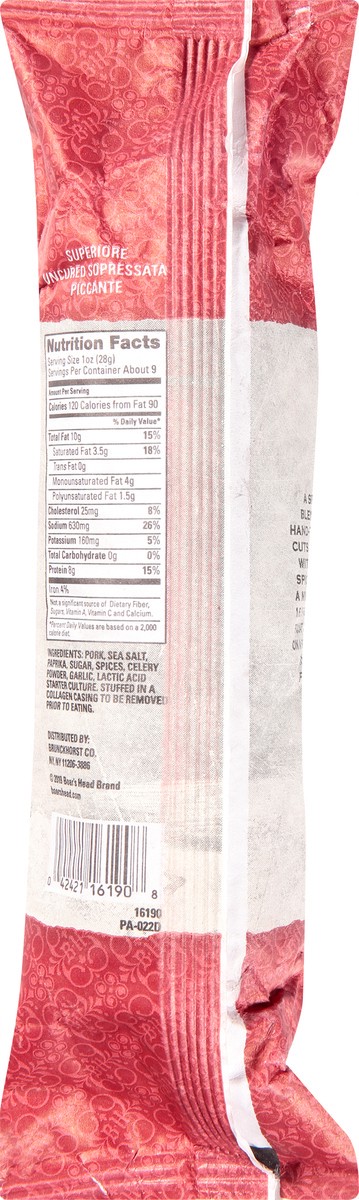 SUPERIORE
UNCURED SOPRESSATA
PICCANTE
Nutrition Facts
Serving Size 1oz (28g)
Servings Per Container About 9
Amount Per Serving
Calories 120 Calories from Fat 90
% Daily Value*
Total Fat 10g 15%
Saturated Fat 3.5g 18%
Trans Fat 0g
Monounsaturated Fat 4g
Polyunsaturated Fat 1.5g
Cholesterol 25mg 8%
Sodium 630mg 26%
Potassium 160mg 5%
Total Carbohydrate 0g 0%
Protein 8g 15%
Iron 4%
Not a significant source of Dietary Fiber,
Sugars, Vitamin A, Vitamin C and Calcium.
*Percent Daily Values are based on a 2,000
calorie diet.
INGREDIENTS: PORK, SEA SALT,
PAPRIKA, SUGAR, SPICES, CELERY
POWDER, GARLIC, LACTIC ACID
STARTER CULTURE. STUFFED IN A
COLLAGEN CASING TO BE REMOVED
PRIOR TO EATING.
DISTRIBUTED BY:
BRUNCKHORST CO.
NY, NY 11206-3886
© 2019 Boar's Head Brand
boarshead.com
0 42421 16190 8
16190
PA-022D
HAND-
CUTS